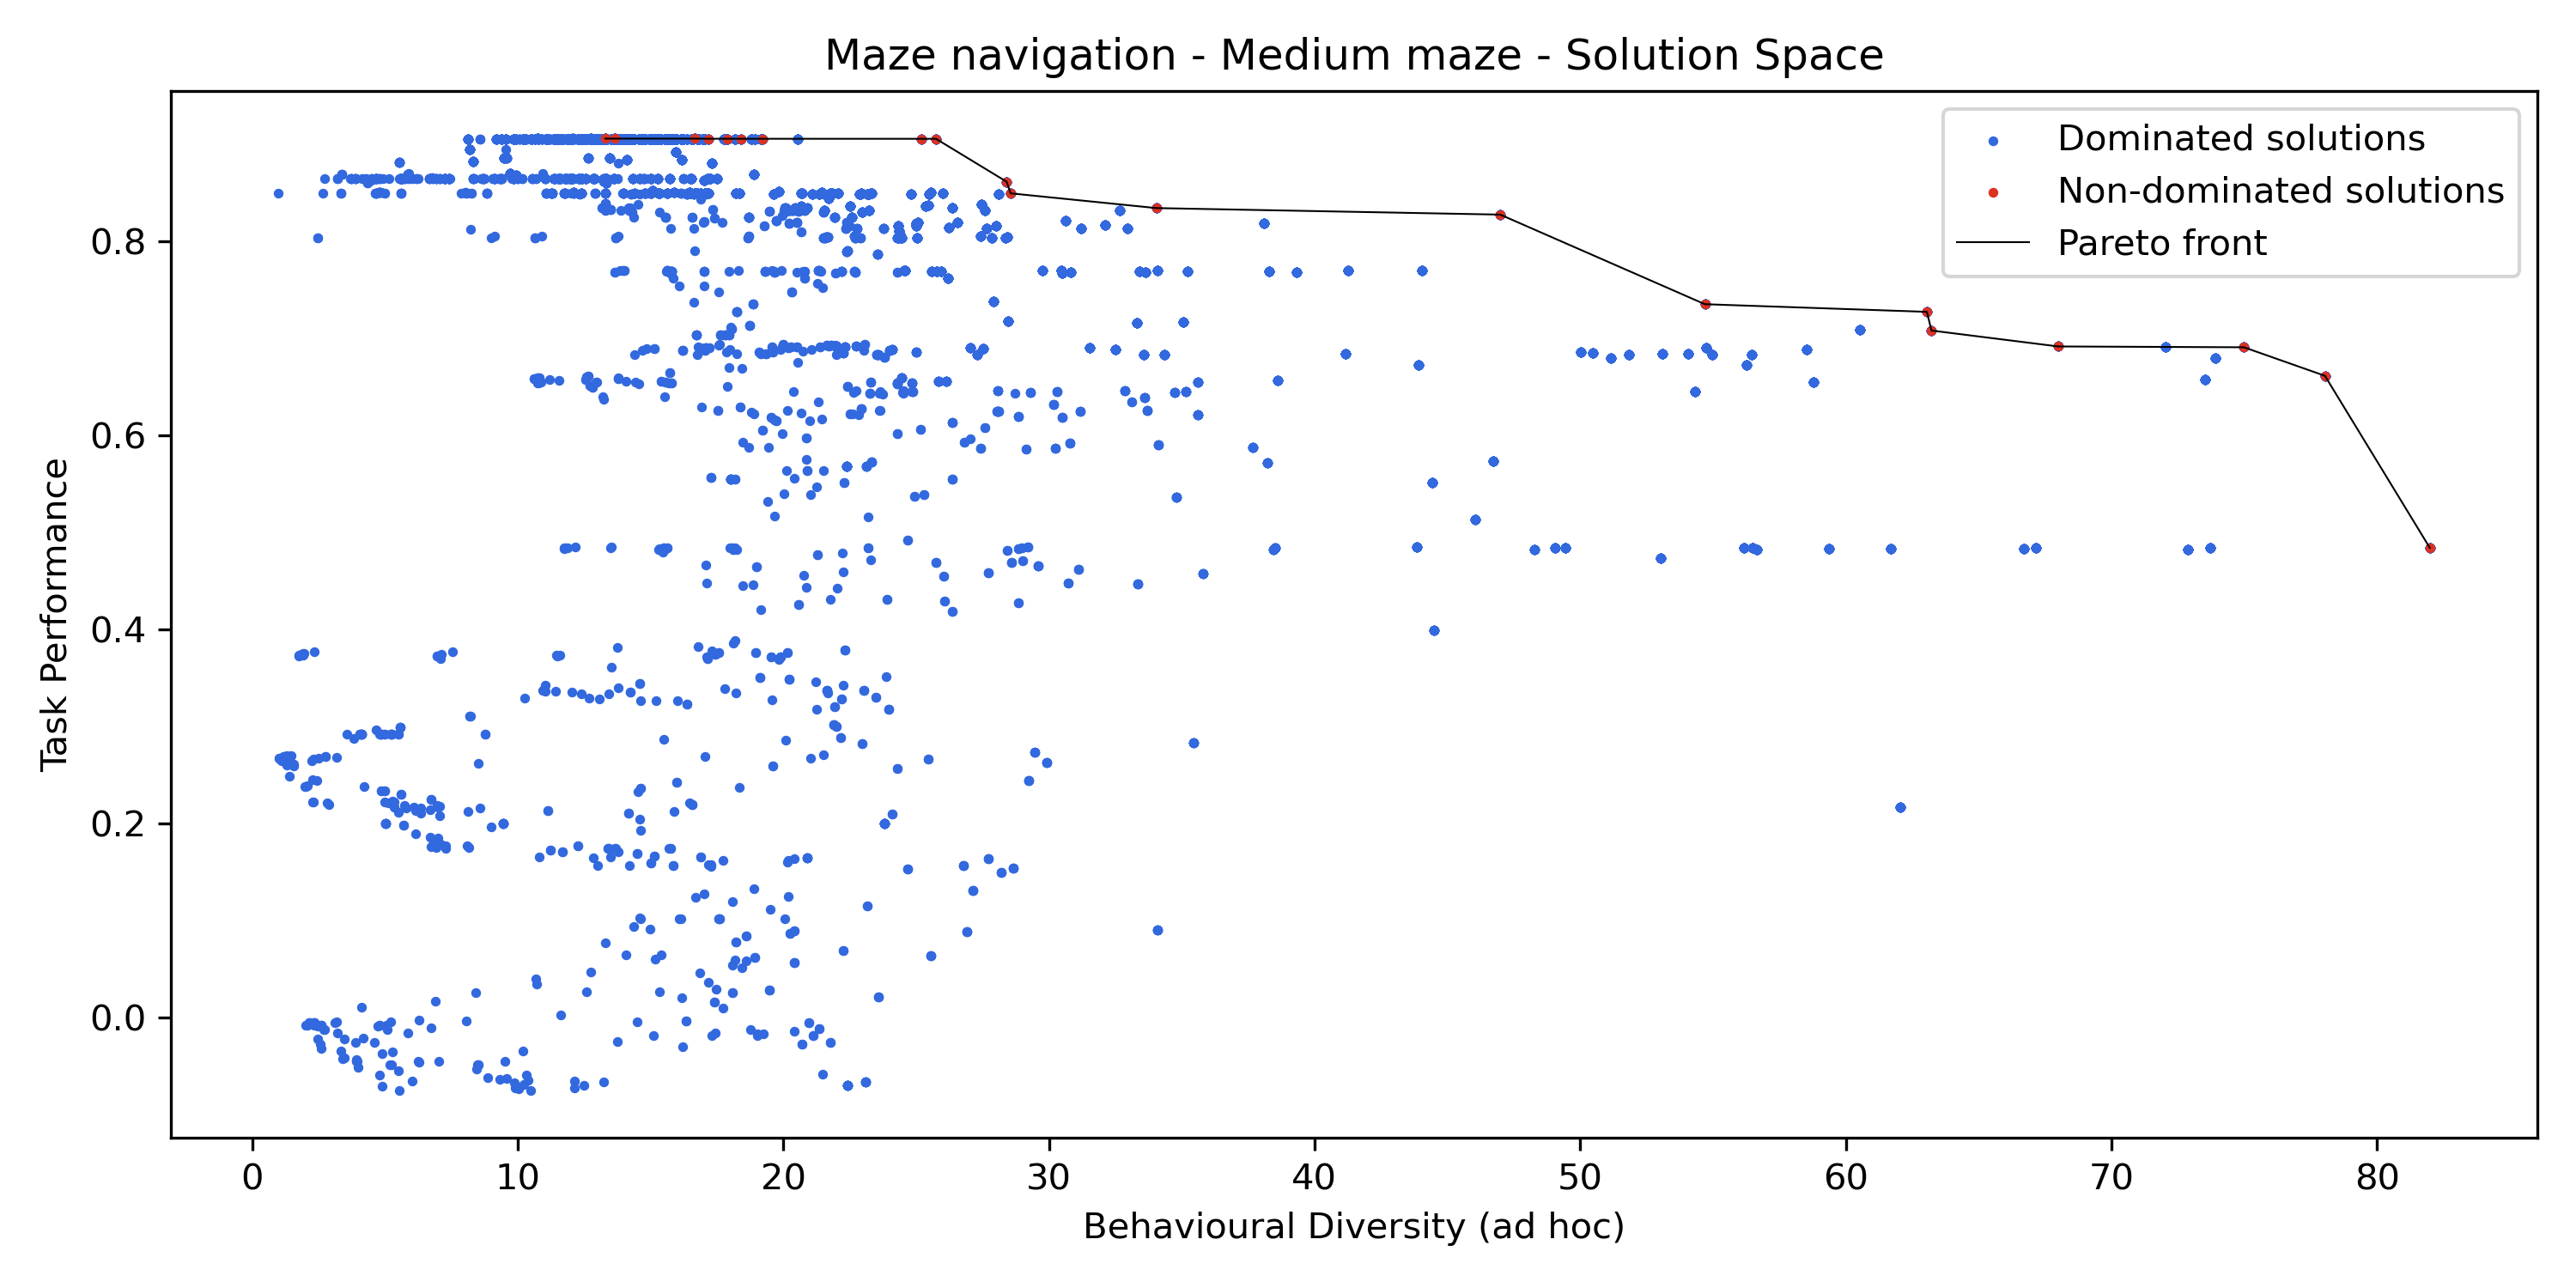 Maze navigation - Medium maze - Solution Space
Dominated solutions
Non-dominated solutions
Pareto front
0.8
0.6
0.4
0.2
0.0
Task Performance
0 10 20 30 40 50 60 70 80
Behavioural Diversity (ad hoc)